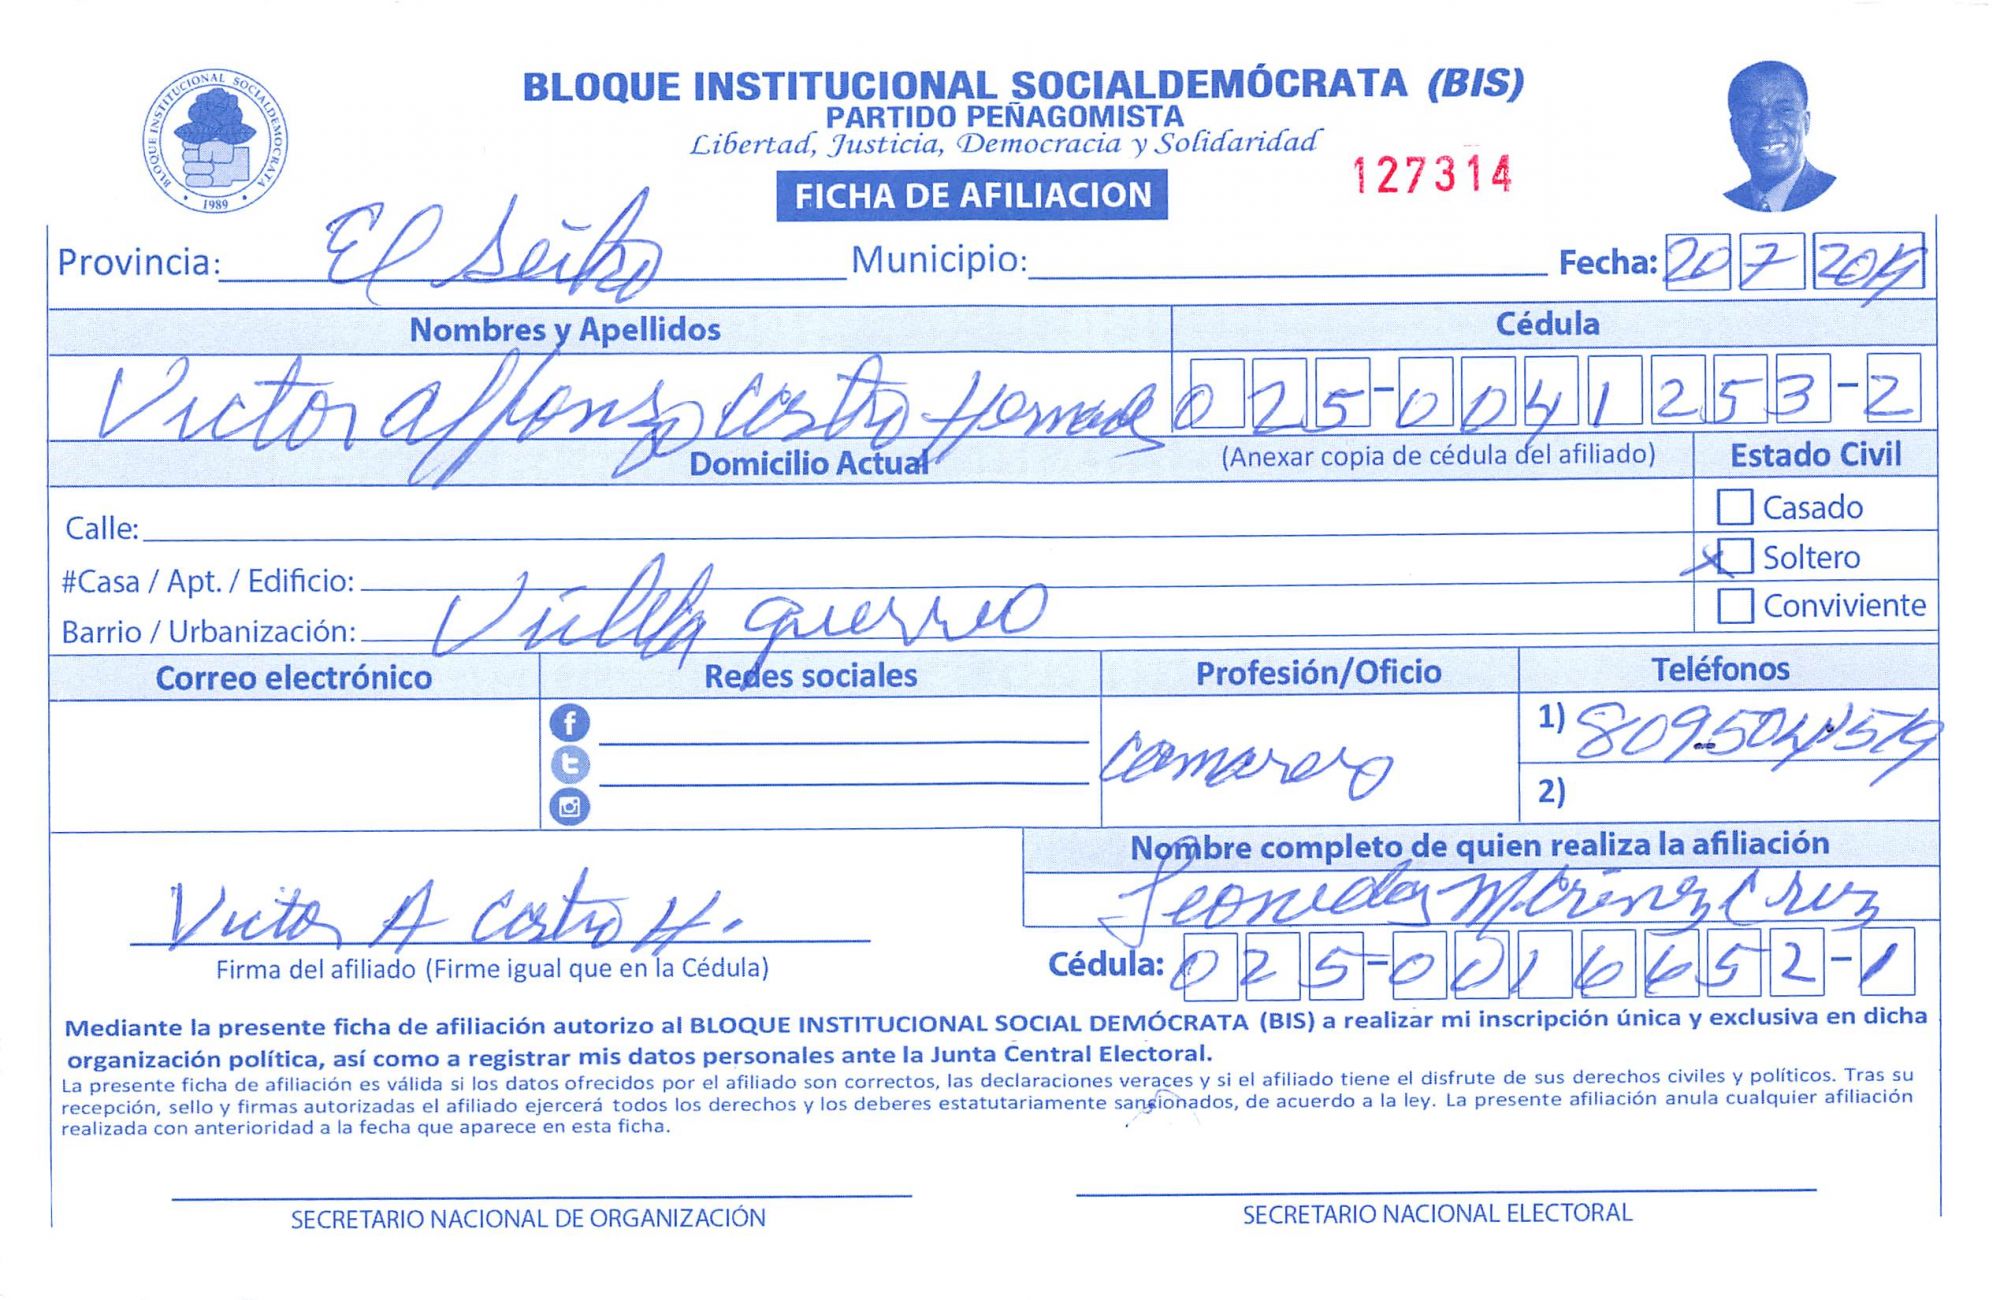 BLOQUE INSTITUCIONAL SOCIALDEMOCRATA
1989
BLOQUE INSTITUCIONAL SOCIALDEMÓCRATA (BIS)
PARTIDO PEÑAGOMISTA
Libertad, Justicia, Democracia y Solidaridad
127314
FICHA DE AFILIACION
Provincia: El Seibo Municipio: Fecha: 20 7 2019
Nombres y Apellidos Cédula
Victor Castro 025-0041253-2
Domicilio Actual (Anexar copia de cédula del afiliado) Estado Civil
Casado
Calle:
X Soltero
#Casa / Apt. / Edificio:
Conviviente
Barrio / Urbanización: Villa guerrero
Correo electrónico Redes sociales Profesión/Oficio Teléfonos
camarero
1) 809504
2)
Nombre completo de quien realiza la afiliación
Cruz
Victor A Castro H.
Firma del afiliado (Firme igual que en la Cédula)
Cédula: 025-0016652-1
Mediante la presente ficha de afiliación autorizo al BLOQUE INSTITUCIONAL SOCIAL DEMÓCRATA (BIS) a realizar mi inscripción única y exclusiva en dicha
organización política, así como a registrar mis datos personales ante la Junta Central Electoral.
La presente ficha de afiliación es válida si los datos ofrecidos por el afiliado son correctos, las declaraciones veraces y si el afiliado tiene el disfrute de sus derechos civiles y políticos. Tras su
recepción, sello y firmas autorizadas el afiliado ejercerá todos los derechos y los deberes estatutariamente sansionados, de acuerdo a la ley. La presente afiliación anula cualquier afiliación
realizada con anterioridad a la fecha que aparece en esta ficha.
SECRETARIO NACIONAL DE ORGANIZACIÓN SECRETARIO NACIONAL ELECTORAL